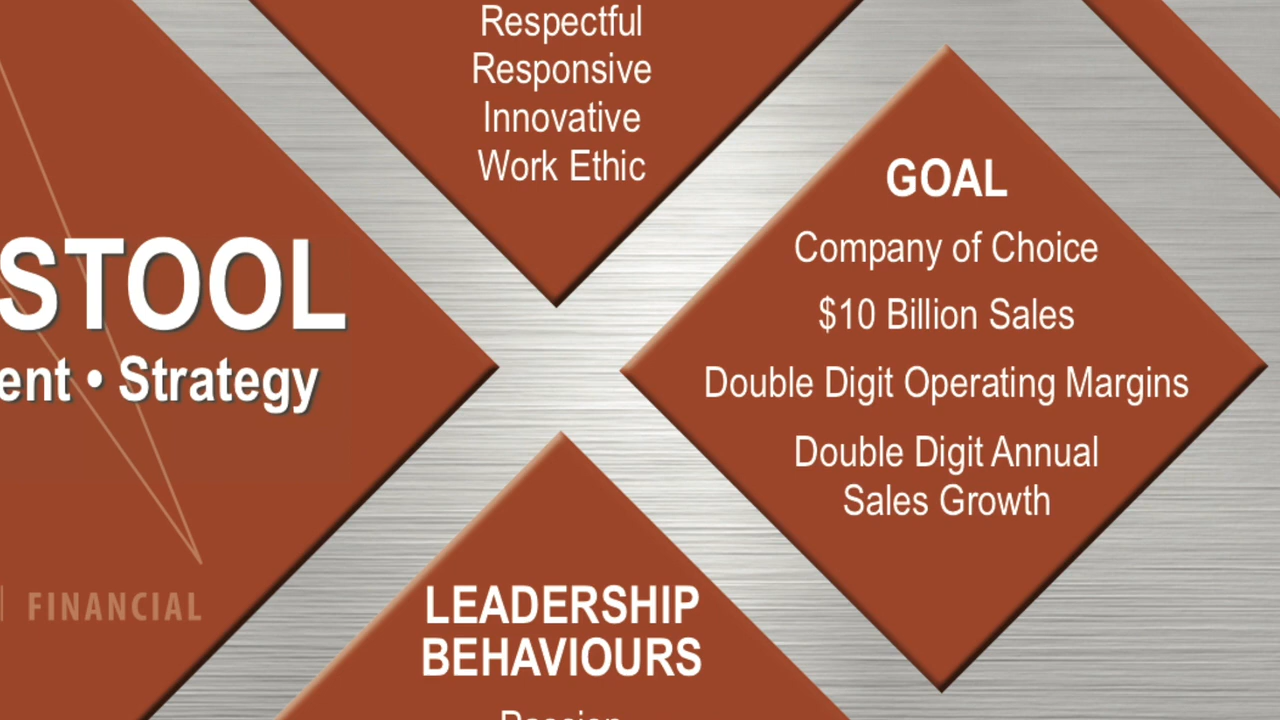 Respectful
Responsive
Innovative
Work Ethic
GOAL
Company of Choice
$10 Billion Sales
Double Digit Operating Margins
Double Digit Annual
Sales Growth
STOOL
ent • Strategy
| FINANCIAL
LEADERSHIP
BEHAVIOURS
Passion